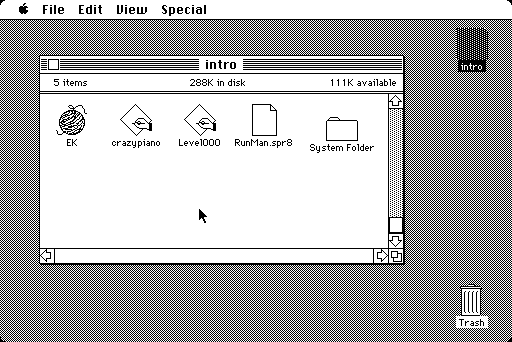 File Edit View Special
intro
5 items 288K in disk 111K available
EK crazypiano Level000 RunMan.spr8 System Folder
intro
Trash